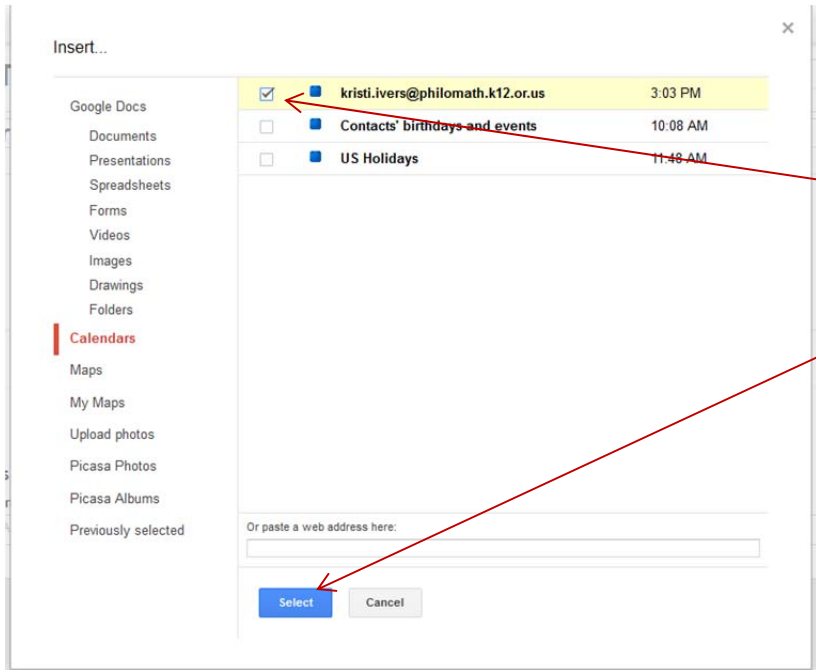 ×
Insert...
Google Docs
Documents
Presentations
Spreadsheets
Forms
Videos
Images
Drawings
Folders
Calendars
Maps
My Maps
Upload photos
Picasa Photos
Picasa Albums
Previously selected
kristi.ivers@philomath.k12.or.us 3:03 PM
Contacts' birthdays and events 10:08 AM
US Holidays 11:48 AM
Or paste a web address here:
Select Cancel